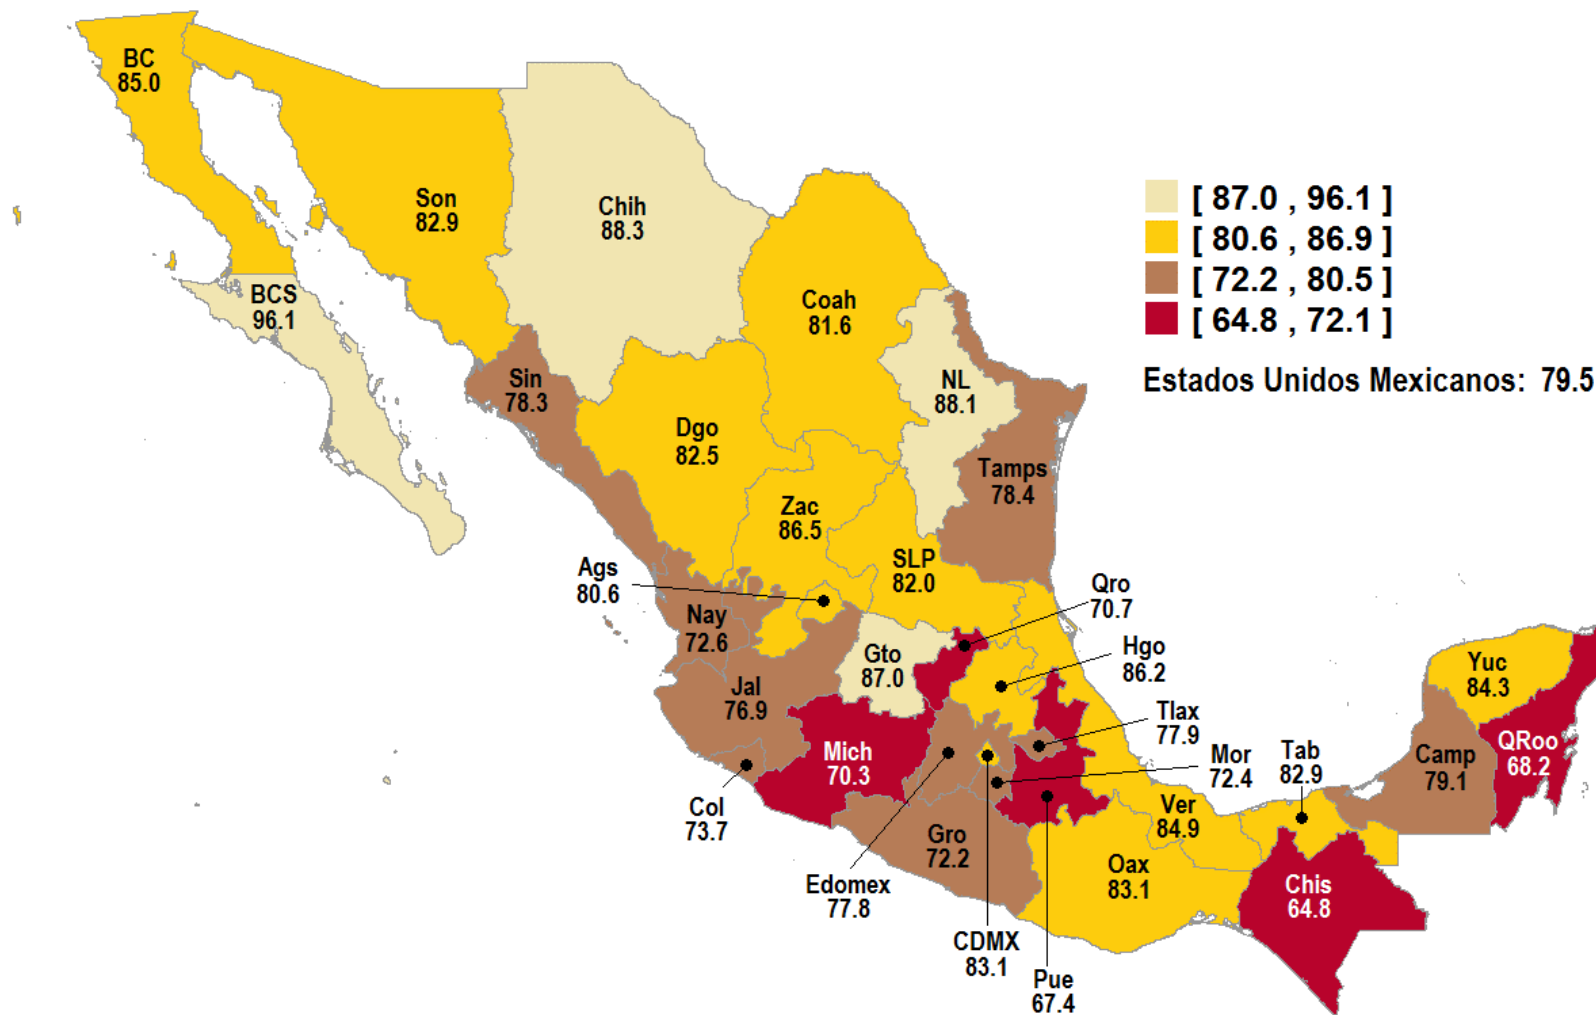 BC
85.0
Son
82.9
Chih
88.3
[ 87.0 , 96.1 ]
[ 80.6 , 86.9 ]
[ 72.2 , 80.5 ]
[ 64.8 , 72.1 ]
Estados Unidos Mexicanos: 79.5
BCS
96.1
Coah
81.6
Sin
78.3
NL
88.1
Dgo
82.5
Tamps
78.4
Zac
86.5
SLP
82.0
Ags
80.6
Qro
70.7
Nay
72.6
Hgo
86.2
Gto
87.0
Yuc
84.3
Jal
76.9
Tlax
77.9
Mich
70.3
Mor
72.4
Tab
82.9
Camp
79.1
QRoo
68.2
Col
73.7
Ver
84.9
Gro
72.2
Oax
83.1
Edomex
77.8
Chis
64.8
CDMX
83.1
Pue
67.4